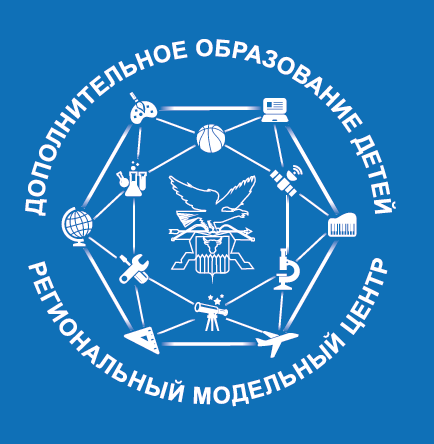 ДОПОЛНИТЕЛЬНОЕ ОБРАЗОВАНИЕ ДЕТЕЙ
РЕГИОНАЛЬНЫЙ МОДЕЛЬНЫЙ ЦЕНТР